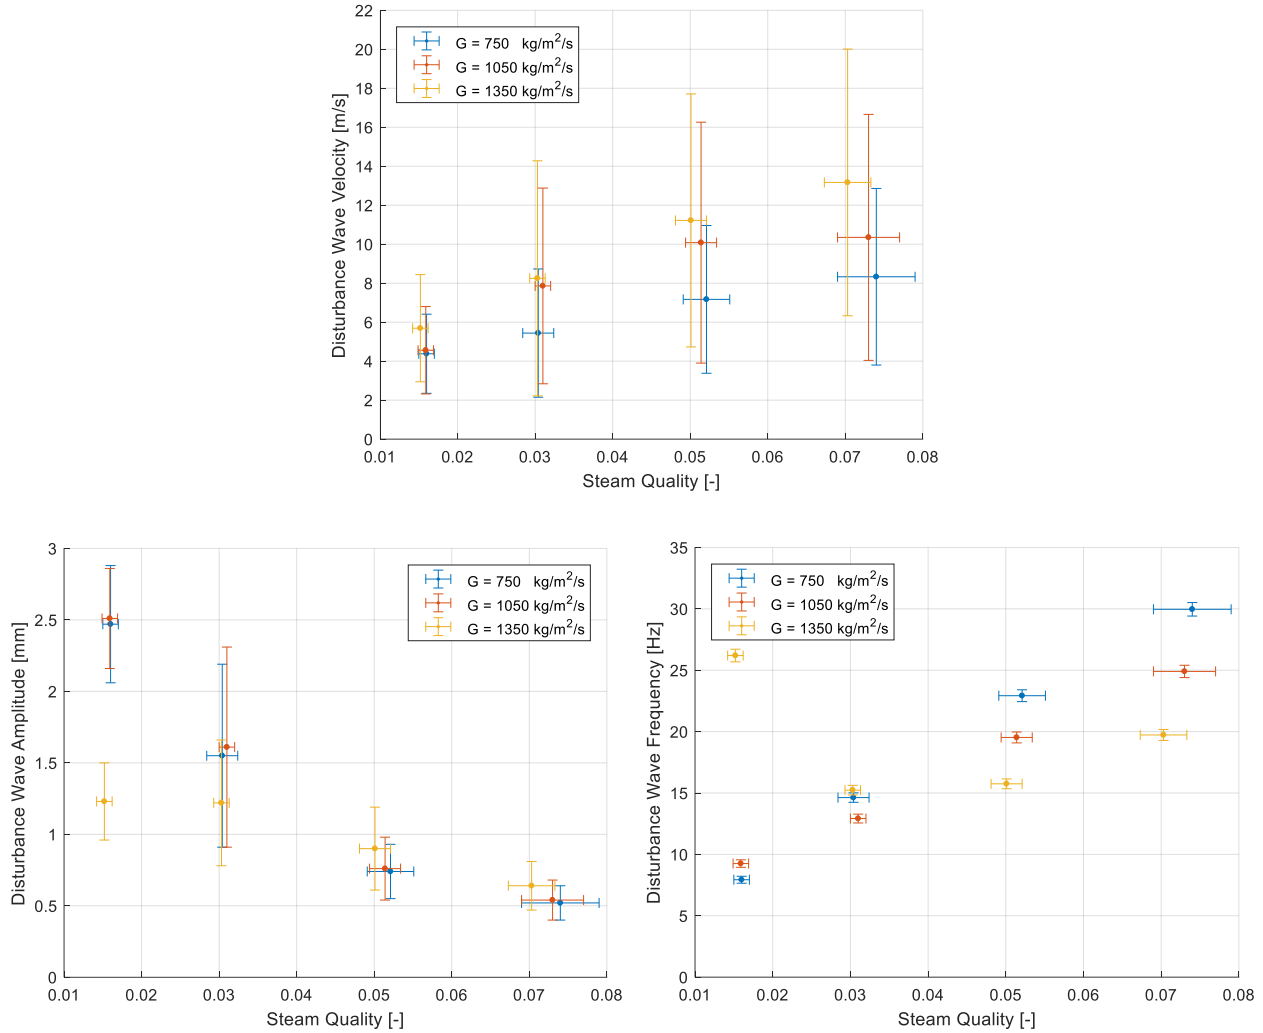 22
20
18
16
14
12
10
8
6
4
2
0
Disturbance Wave Velocity [m/s]
G = 750 kg/m²/s
G = 1050 kg/m²/s
G = 1350 kg/m²/s
0.01 0.02 0.03 0.04 0.05 0.06 0.07 0.08
Steam Quality [-]
3
2.5
2
1.5
1
0.5
0
Disturbance Wave Amplitude [mm]
G = 750 kg/m²/s
G = 1050 kg/m²/s
G = 1350 kg/m²/s
0.01 0.02 0.03 0.04 0.05 0.06 0.07 0.08
Steam Quality [-]
35
30
25
20
15
10
5
0
Disturbance Wave Frequency [Hz]
G = 750 kg/m²/s
G = 1050 kg/m²/s
G = 1350 kg/m²/s
0.01 0.02 0.03 0.04 0.05 0.06 0.07 0.08
Steam Quality [-]